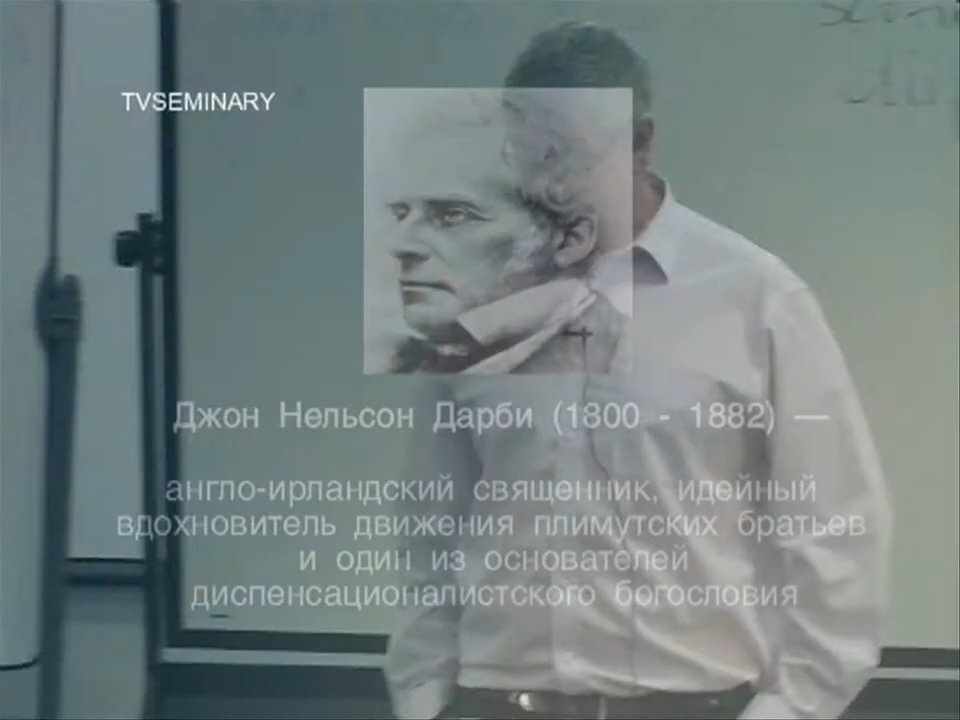 TVSEMINARY
Джон Нельсон Дарби (1800 - 1882) —
англо-ирландский священник, идейный
вдохновитель движения плимутских братьев
и один из основателей
диспенсационалистского богословия